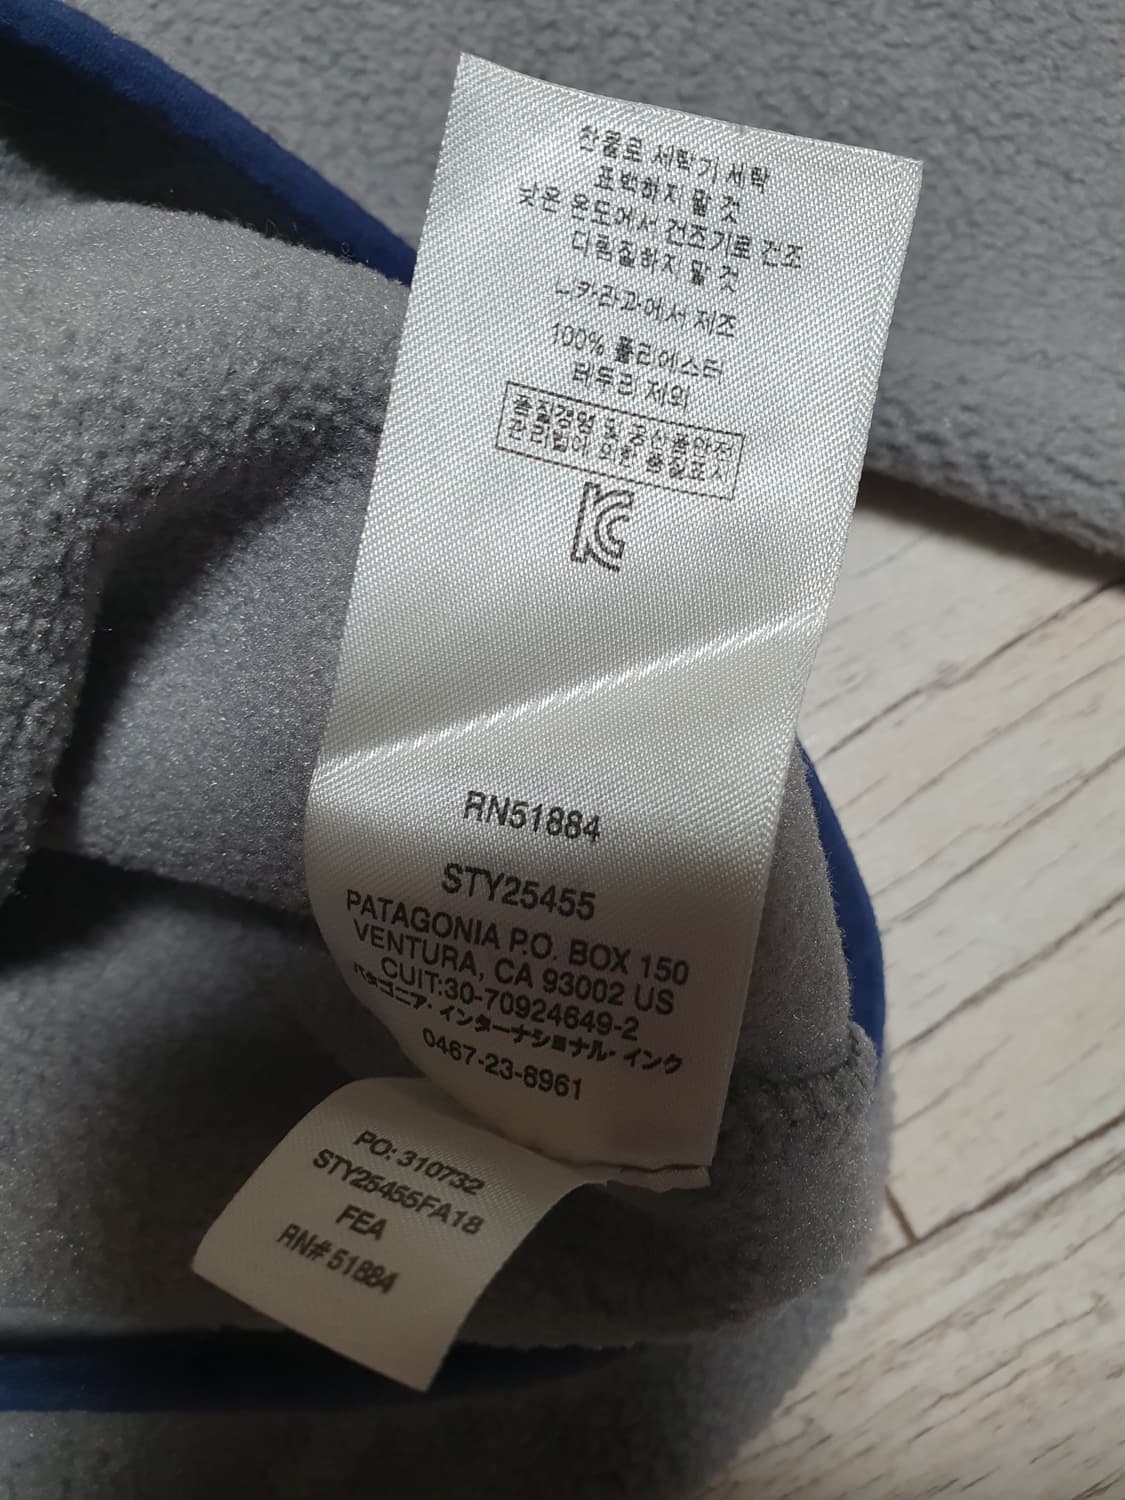 찬물로 세탁기 세탁
표백하지 말 것
낮은 온도에서 건조기로 건조
다림질하지 말 것
니카라과에서 제조
100% 폴리에스터
테두리 제외
품질경영 및 공산품안전
관리법에 의한 품질표시
KC
RN51884
STY25455
PATAGONIA P.O. BOX 150
VENTURA, CA 93002 US
CUIT:30-70924649-2
パタゴニア・インターナショナル・インク
0467-23-8961
PO: 310732
STY25455FA18
FEA
RN# 51884